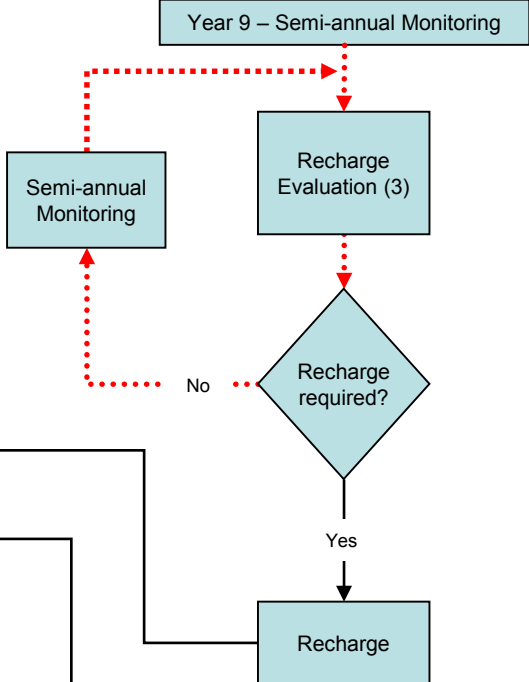 Year 9 – Semi-annual Monitoring
Recharge
Evaluation (3)
Semi-annual
Monitoring
Recharge
required?
No
Yes
Recharge